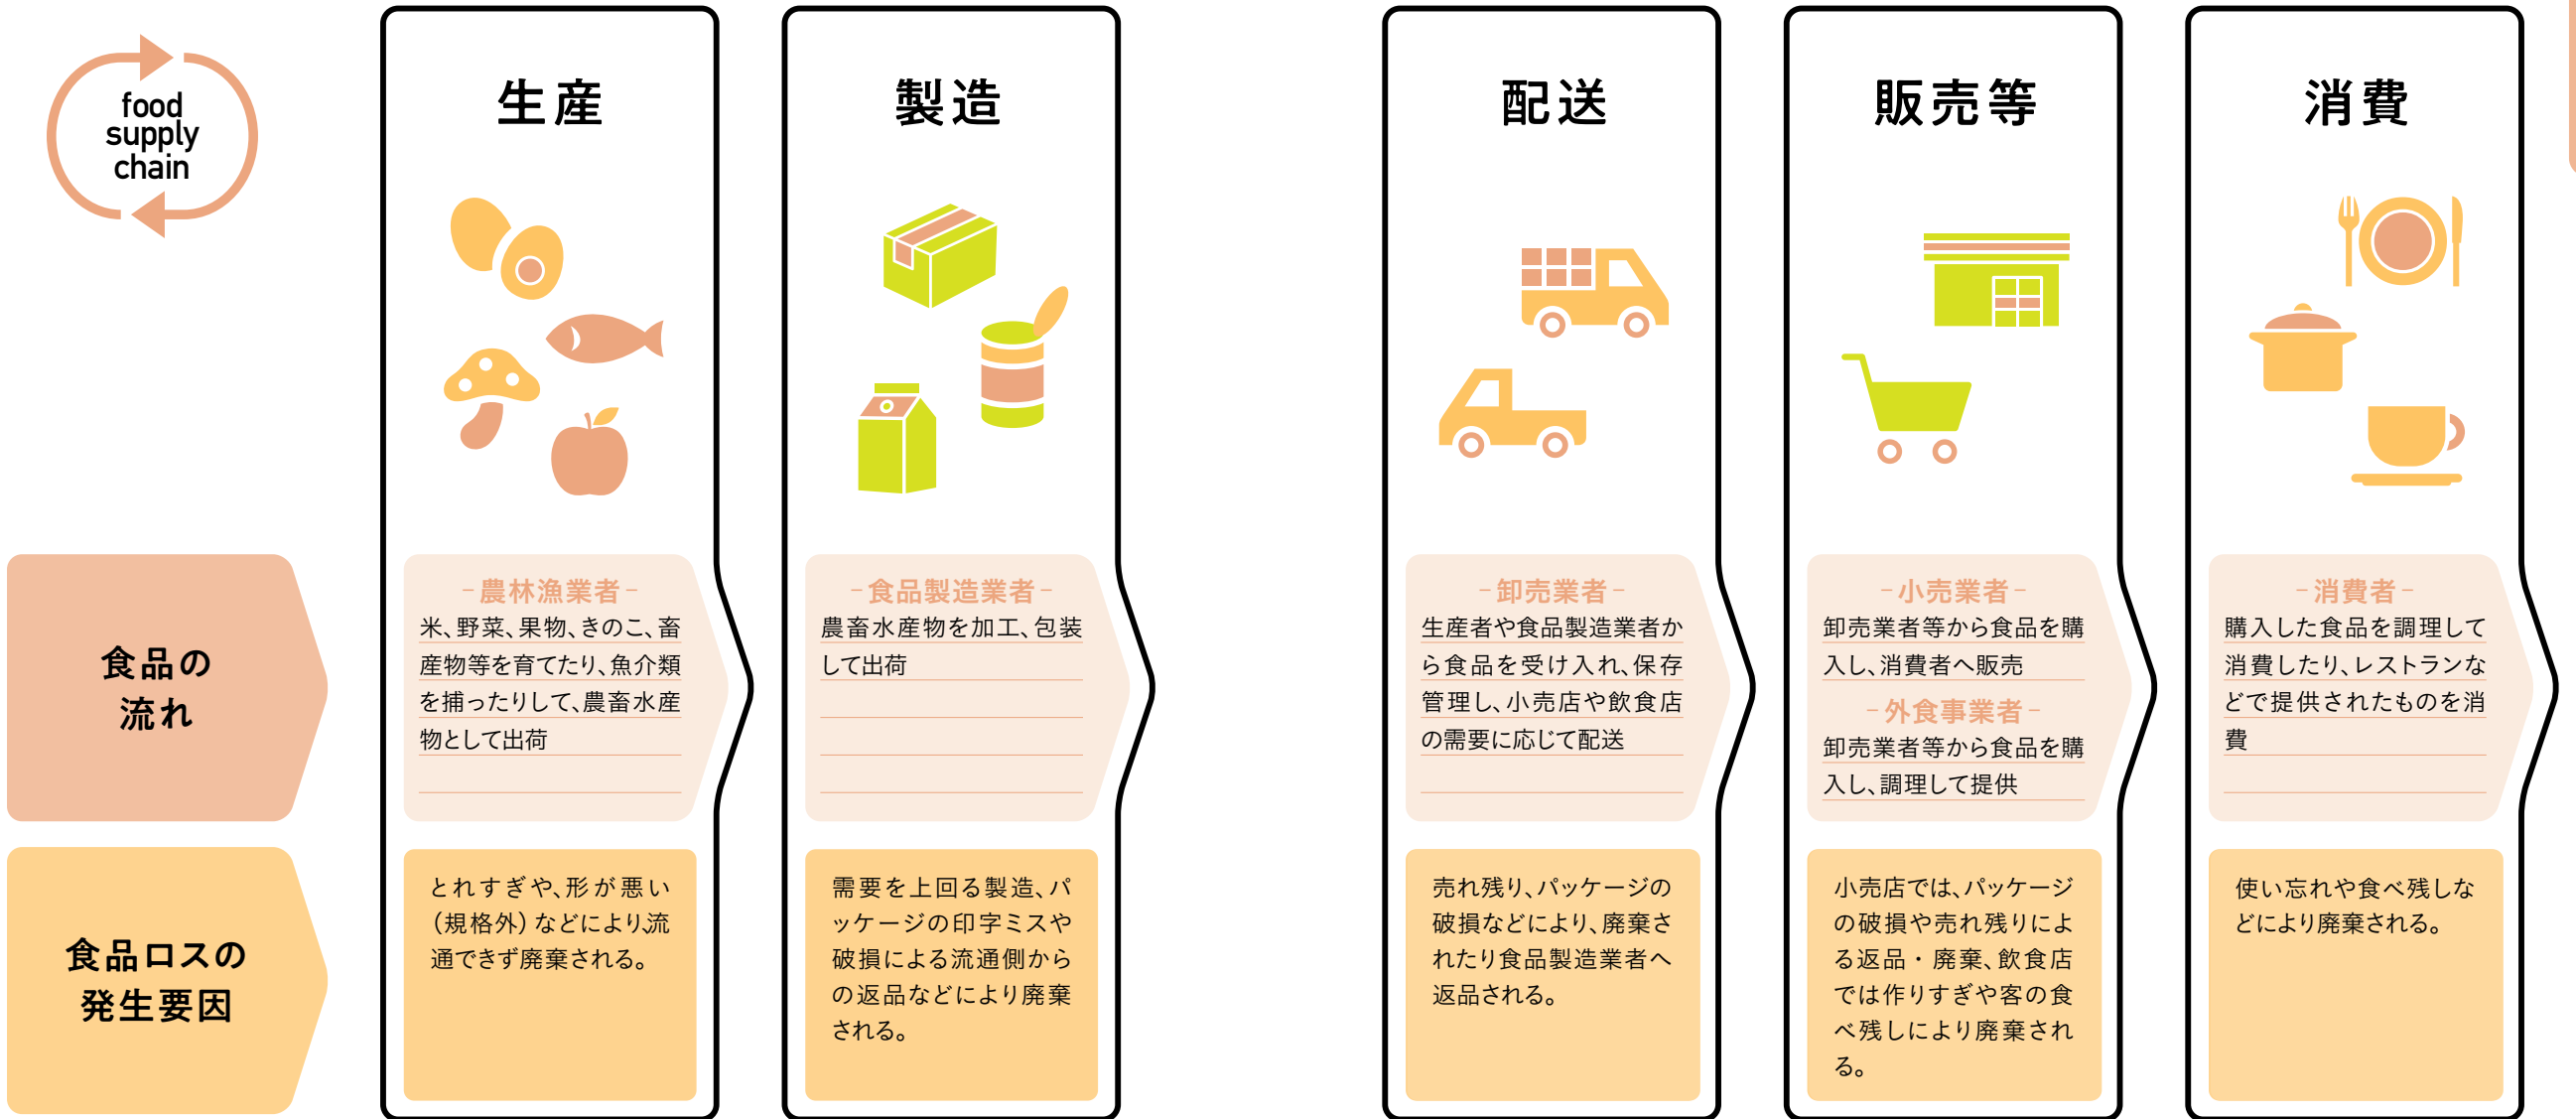 food
supply
chain
生産
製造
配送
販売等
消費
食品の
流れ
-農林漁業者-
米、野菜、果物、きのこ、畜
産物等を育てたり、魚介類
を捕ったりして、農畜水産
物として出荷
-食品製造業者-
農畜水産物を加工、包装
して出荷
-卸売業者-
生産者や食品製造業者か
ら食品を受け入れ、保存
管理し、小売店や飲食店
の需要に応じて配送
-小売業者-
卸売業者等から食品を購
入し、消費者へ販売
-外食事業者-
卸売業者等から食品を購
入し、調理して提供
-消費者-
購入した食品を調理して
消費したり、レストランな
どで提供されたものを消
費
食品ロスの
発生要因
とれすぎや、形が悪い
（規格外）などにより、流
通できず廃棄される。
需要を上回る製造、パ
ッケージの印字ミスや
破損による流通側から
の返品などにより廃棄
される。
売れ残り、パッケージの
破損などにより、廃棄さ
れたり食品製造業者へ
返品される。
小売店では、パッケージ
の破損や売れ残りによ
る返品・廃棄、飲食店
では作りすぎや客の食
べ残しにより廃棄され
る。
使い忘れや食べ残しな
どにより廃棄される。